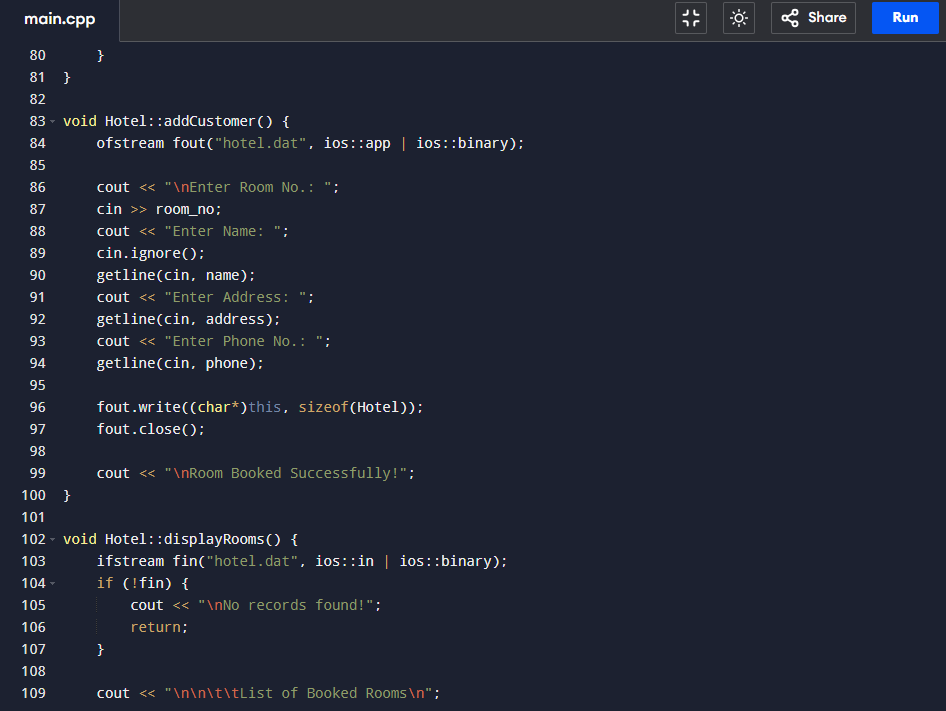 main.cpp
Share
Run
80     }
81 }
82
83 void Hotel::addCustomer() {
84     ofstream fout("hotel.dat", ios::app | ios::binary);
85
86     cout << "\nEnter Room No.: ";
87     cin >> room_no;
88     cout << "Enter Name: ";
89     cin.ignore();
90     getline(cin, name);
91     cout << "Enter Address: ";
92     getline(cin, address);
93     cout << "Enter Phone No.: ";
94     getline(cin, phone);
95
96     fout.write((char*)this, sizeof(Hotel));
97     fout.close();
98
99     cout << "\nRoom Booked Successfully!";
100 }
101
102 void Hotel::displayRooms() {
103     ifstream fin("hotel.dat", ios::in | ios::binary);
104     if (!fin) {
105         cout << "\nNo records found!";
106         return;
107     }
108
109     cout << "\n\n\t\tList of Booked Rooms\n";